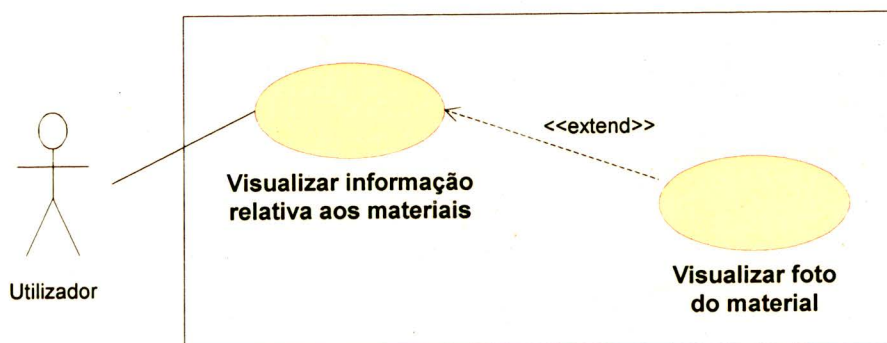 <<extend>>
Visualizar informação
relativa aos materiais
Utilizador
Visualizar foto
do material